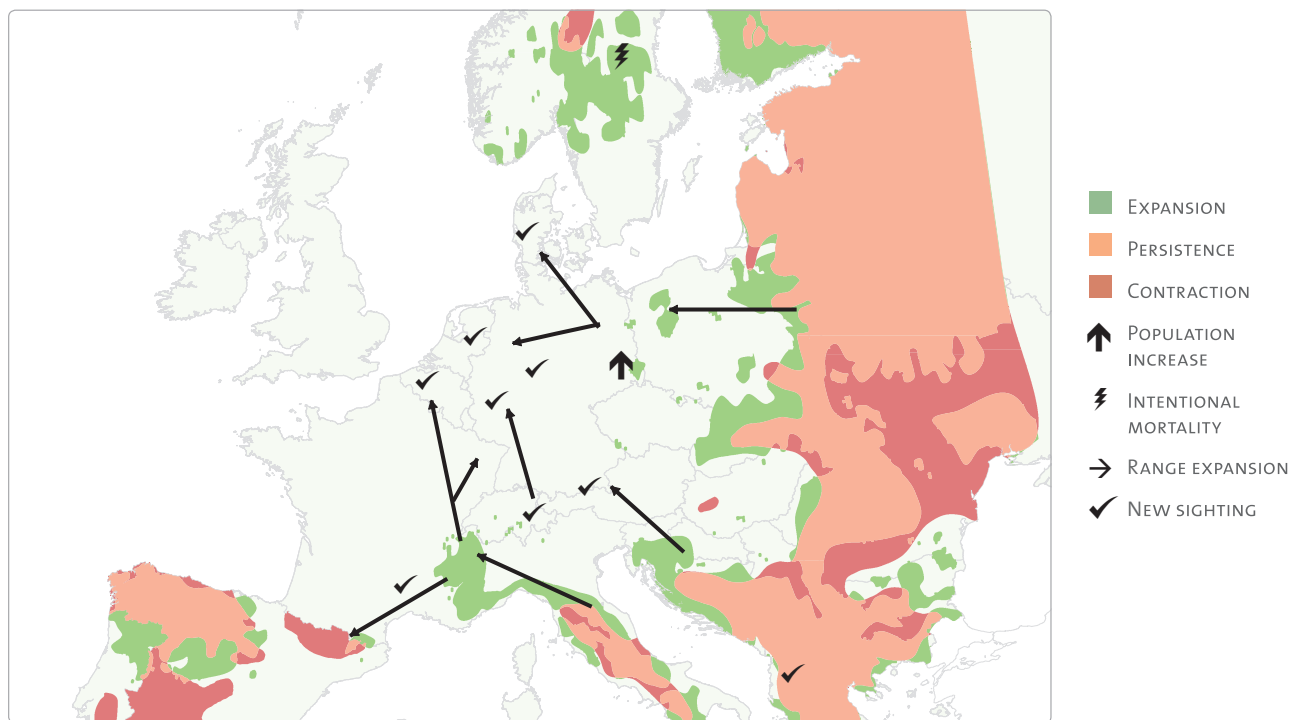 Expansion
Persistence
Contraction
Population
increase
Intentional
mortality
Range expansion
New sighting